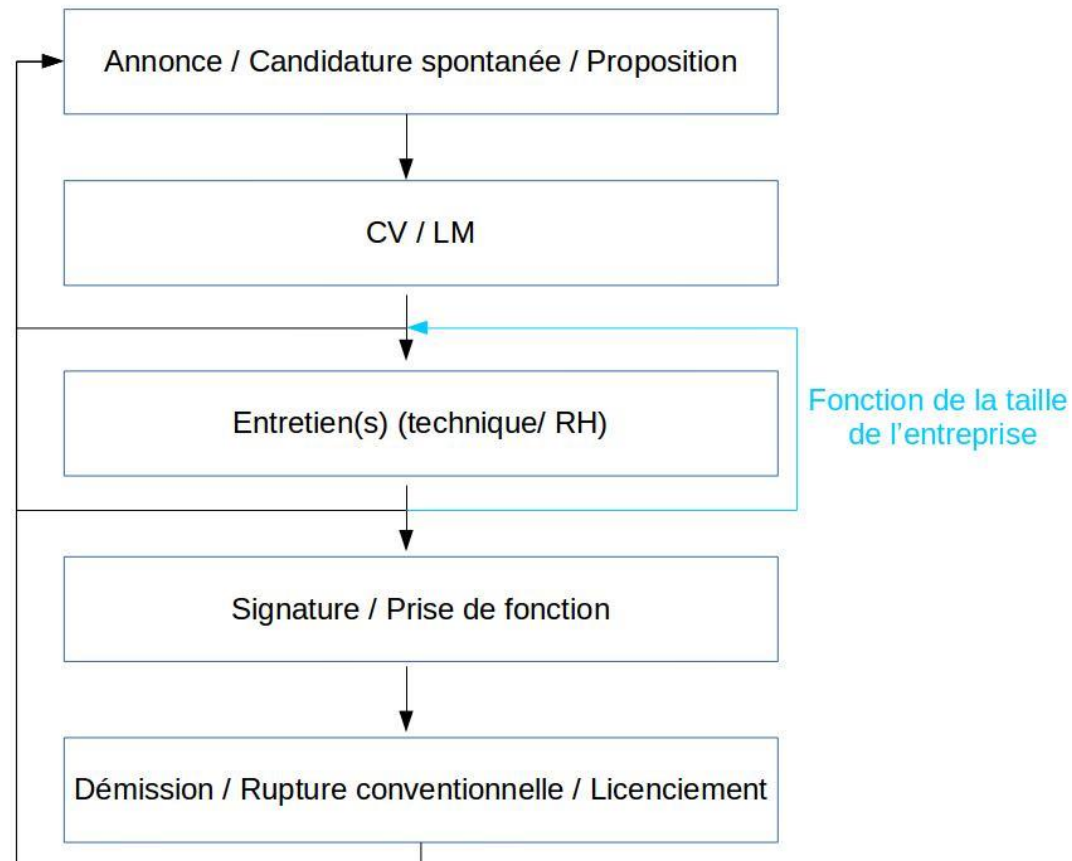 Annonce / Candidature spontanée / Proposition
CV / LM
Entretien(s) (technique/ RH)
Fonction de la taille
de l’entreprise
Signature / Prise de fonction
Démission / Rupture conventionnelle / Licenciement